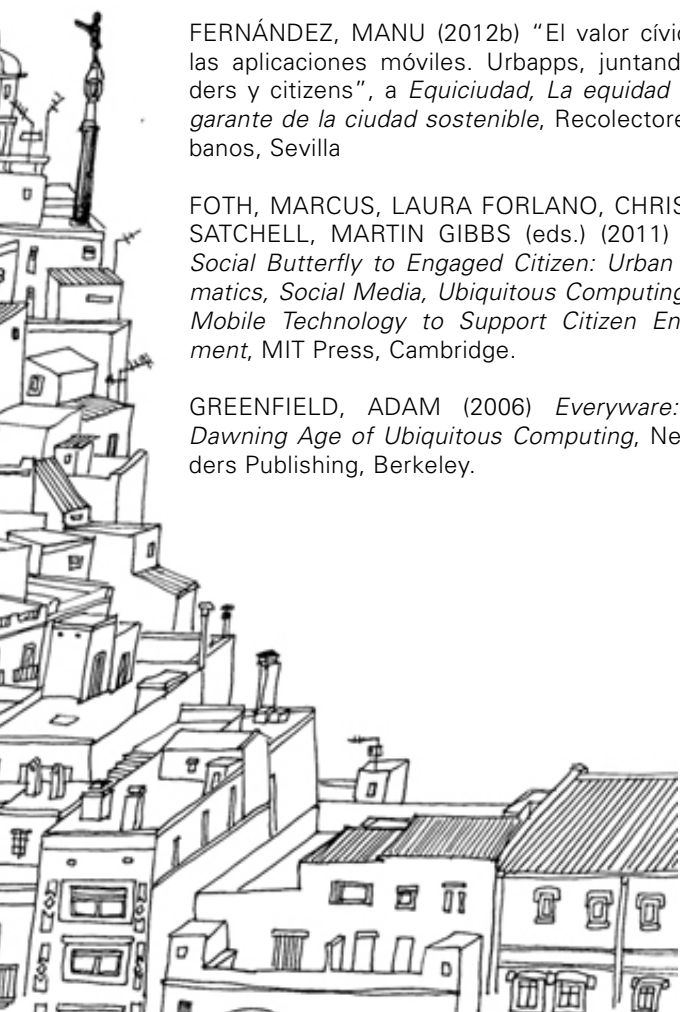 FERNÁNDEZ, MANU (2012b) “El valor cívic
las aplicaciones móviles. Urbapps, juntand
ders y citizens”, a Equiciudad, La equidad
garante de la ciudad sostenible, Recolectore
banos, Sevilla
FOTH, MARCUS, LAURA FORLANO, CHRIS
SATCHELL, MARTIN GIBBS (eds.) (2011)
Social Butterfly to Engaged Citizen: Urban
matics, Social Media, Ubiquitous Computing
Mobile Technology to Support Citizen En
ment, MIT Press, Cambridge.
GREENFIELD, ADAM (2006) Everyware:
Dawning Age of Ubiquitous Computing, Ne
ders Publishing, Berkeley.